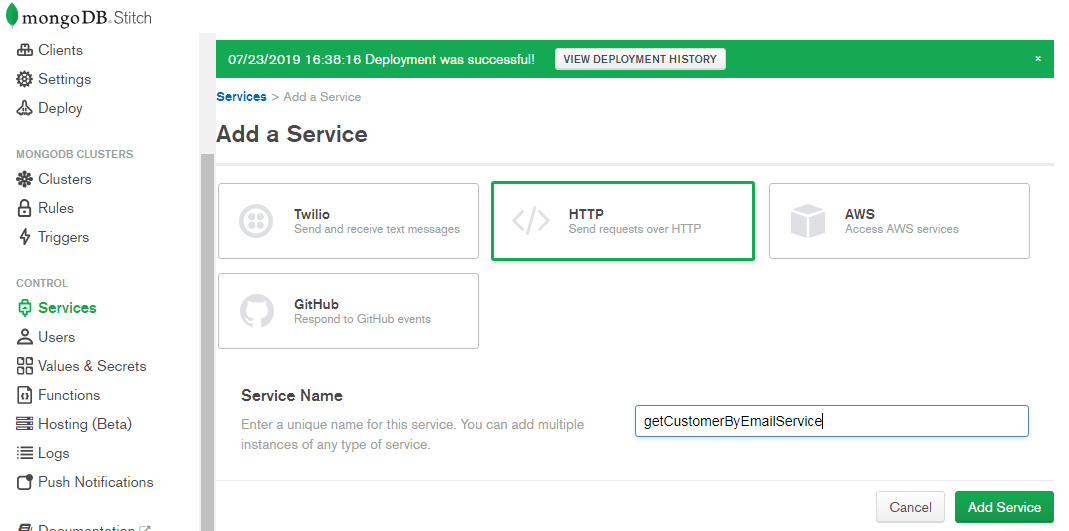 mongoDB. Stitch
Clients
Settings
Deploy
MONGODB CLUSTERS
Clusters
Rules
Triggers
CONTROL
Services
Users
Values & Secrets
Functions
Hosting (Beta)
Logs
Push Notifications
Documentation
07/23/2019 16:38:16 Deployment was successful! VIEW DEPLOYMENT HISTORY ×
Services > Add a Service
Add a Service
Twilio
Send and receive text messages
HTTP
Send requests over HTTP
AWS
Access AWS services
GitHub
Respond to GitHub events
Service Name
Enter a unique name for this service. You can add multiple
instances of any type of service.
getCustomerByEmailService
Cancel
Add Service